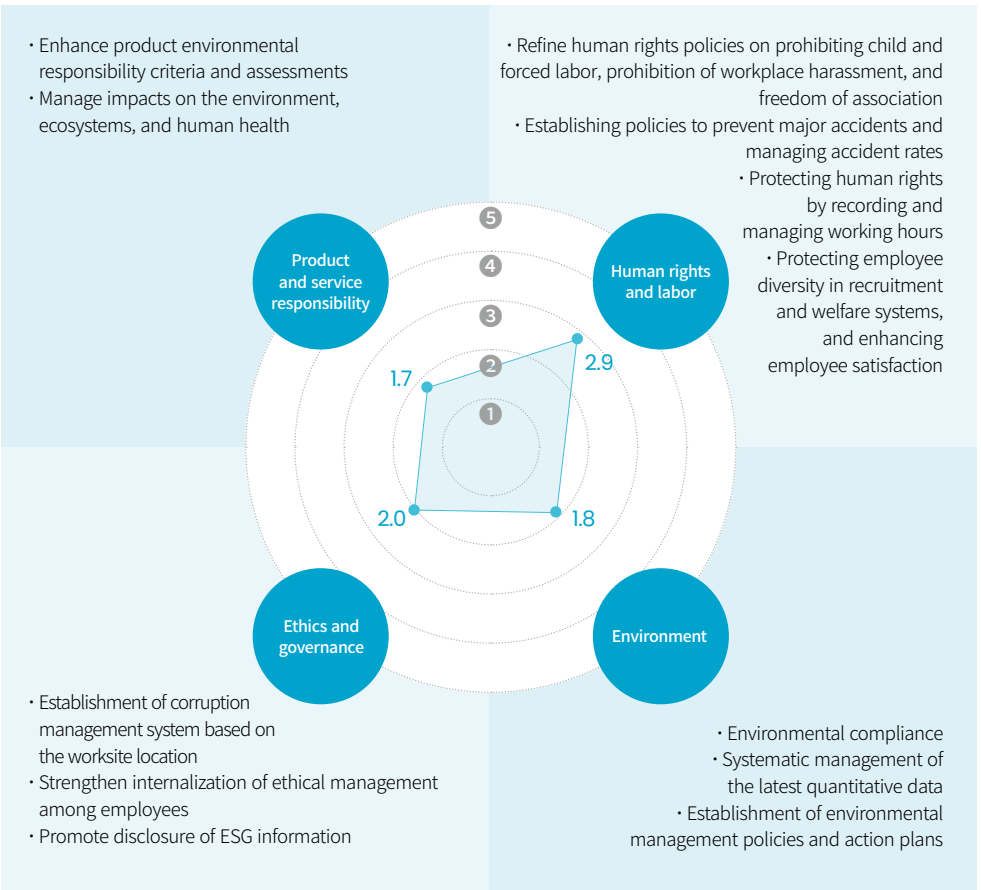 · Enhance product environmental
responsibility criteria and assessments
· Manage impacts on the environment,
ecosystems, and human health
· Refine human rights policies on prohibiting child and
forced labor, prohibition of workplace harassment, and
freedom of association
· Establishing policies to prevent major accidents and
managing accident rates
· Protecting human rights
by recording and
managing working hours
· Protecting employee
diversity in recruitment
and welfare systems,
and enhancing
employee satisfaction
Product
and service
responsibility
Human rights
and labor
5
4
3
2
1
1.7
2.9
2.0
1.8
Ethics and
governance
Environment
· Establishment of corruption
management system based on
the worksite location
· Strengthen internalization of ethical management
among employees
· Promote disclosure of ESG information
· Environmental compliance
· Systematic management of
the latest quantitative data
· Establishment of environmental
management policies and action plans